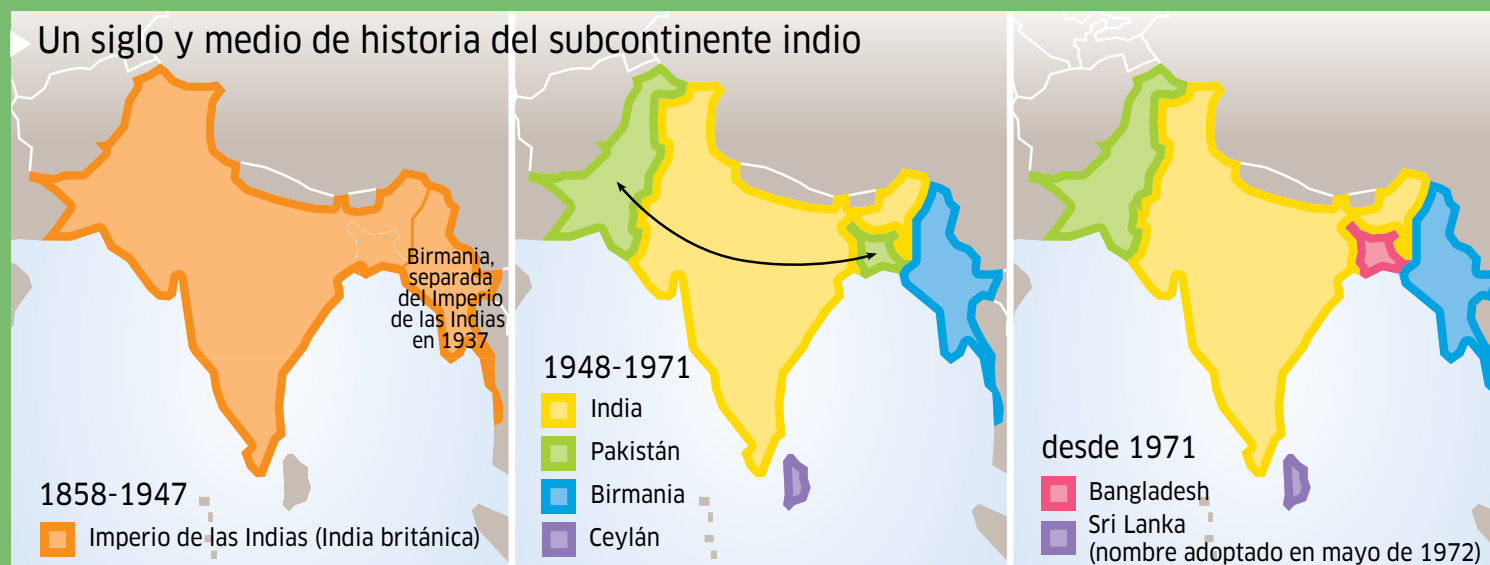 Un siglo y medio de historia del subcontinente indio
Birmania,
separada
del Imperio
de las Indias
en 1937
1858-1947
Imperio de las Indias (India británica)
1948-1971
India
Pakistán
Birmania
Ceylán
desde 1971
Bangladesh
Sri Lanka
(nombre adoptado en mayo de 1972)